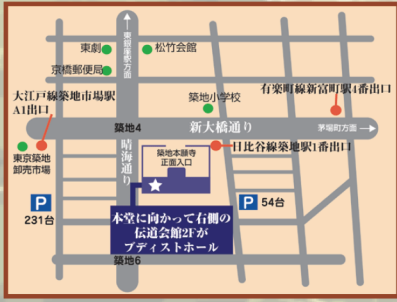 東銀座駅方面
東劇
松竹会館
京橋郵便局
有楽町線新富町駅4番出口
大江戸線築地市場駅
A1出口
築地小学校
築地4
新大橋通り
茅場町方面
晴海通り
築地本願寺
正面入口
日比谷線築地駅1番出口
東京築地
卸売市場
P
231台
P
54台
本堂に向かって右側の
伝道会館2Fが
ブディストホール
築地6